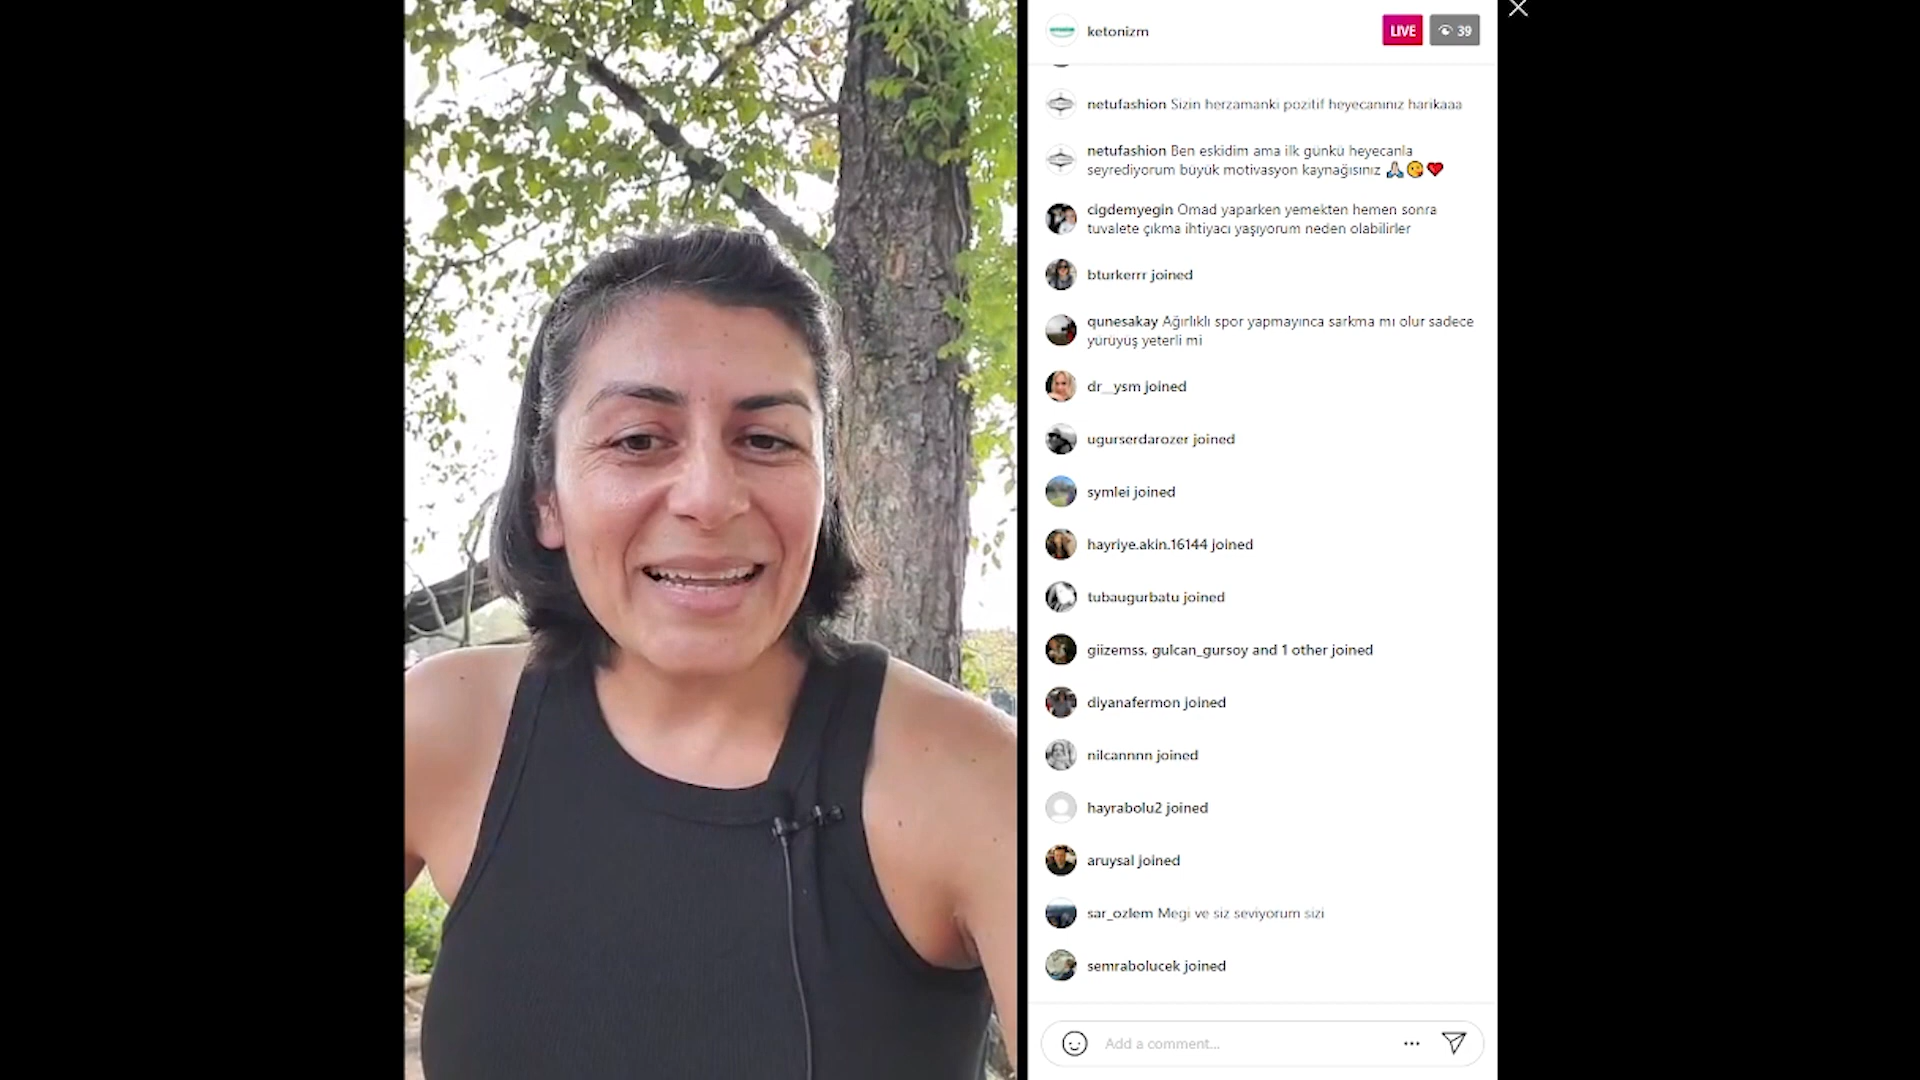 ketonizm
LIVE
39
netufashion Sizin herzamanki pozitif heyecanınız harikaaa
netufashion Ben eskidim ama ilk günkü heyecanla
seyrediyorum büyük motivasyon kaynağısınız 🙏🏻😘❤️
cigdemyegin Omad yaparken yemekten hemen sonra
tuvalete çıkma ihtiyacı yaşıyorum neden olabilirler
bturkerrr joined
qunesakay Ağırlıklı spor yapmayınca sarkma mı olur sadece
yürüyüş yeterli mi
dr__ysm joined
ugurserdarozer joined
symlei joined
hayriye.akin.16144 joined
tubaugurbatu joined
giizemss, gulcan_gursoy and 1 other joined
diyanafermon joined
nilcannnn joined
hayrabolu2 joined
aruysal joined
sar_ozlem Megi ve siz seviyorum sizi
semrabolucek joined
Add a comment...